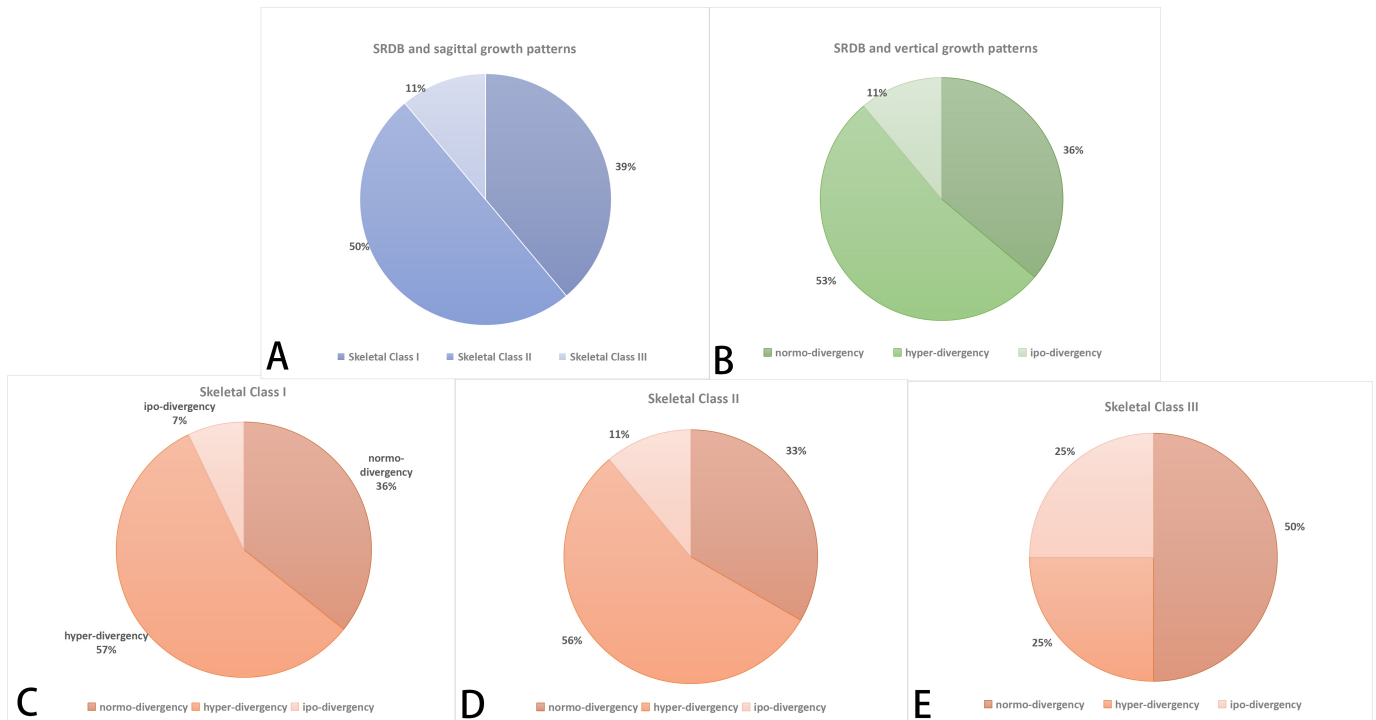 SRDB and sagittal growth patterns
11%
39%
50%
A
Skeletal Class I Skeletal Class II Skeletal Class III
SRDB and vertical growth patterns
11%
36%
53%
B
normo-divergency hyper-divergency ipo-divergency
Skeletal Class I
ipo-divergency
7%
normo-
divergency
36%
hyper-divergency
57%
C
normo-divergency hyper-divergency ipo-divergency
Skeletal Class II
11%
33%
56%
D
normo-divergency hyper-divergency ipo-divergency
Skeletal Class III
25%
50%
25%
E
normo-divergency hyper-divergency ipo-divergency